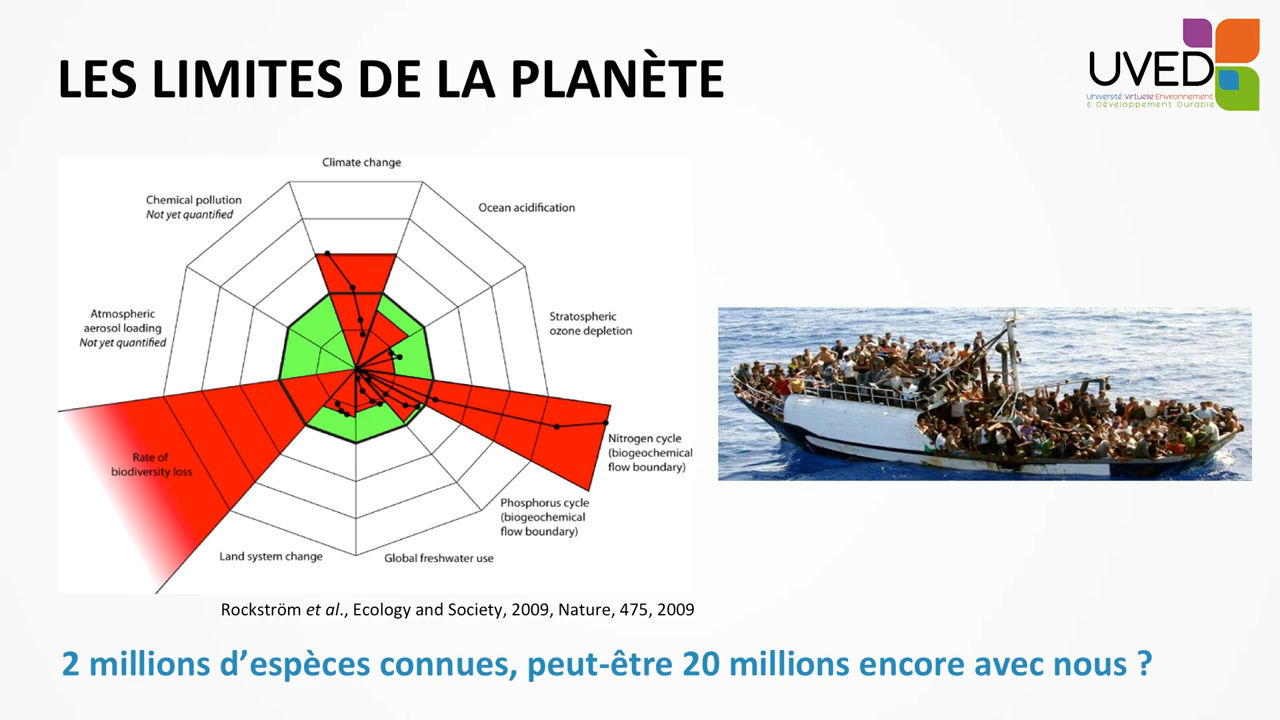 LES LIMITES DE LA PLANÈTE
UVED
Université Virtuelle Environnement
& Développement Durable
Climate change
Chemical pollution
Not yet quantified
Ocean acidification
Atmospheric
aerosol loading
Not yet quantified
Stratospheric
ozone depletion
Rate of
biodiversity loss
Nitrogen cycle
(biogeochemical
flow boundary)
Phosphorus cycle
(biogeochemical
flow boundary)
Land system change
Global freshwater use
Rockström et al., Ecology and Society, 2009, Nature, 475, 2009
2 millions d’espèces connues, peut-être 20 millions encore avec nous ?